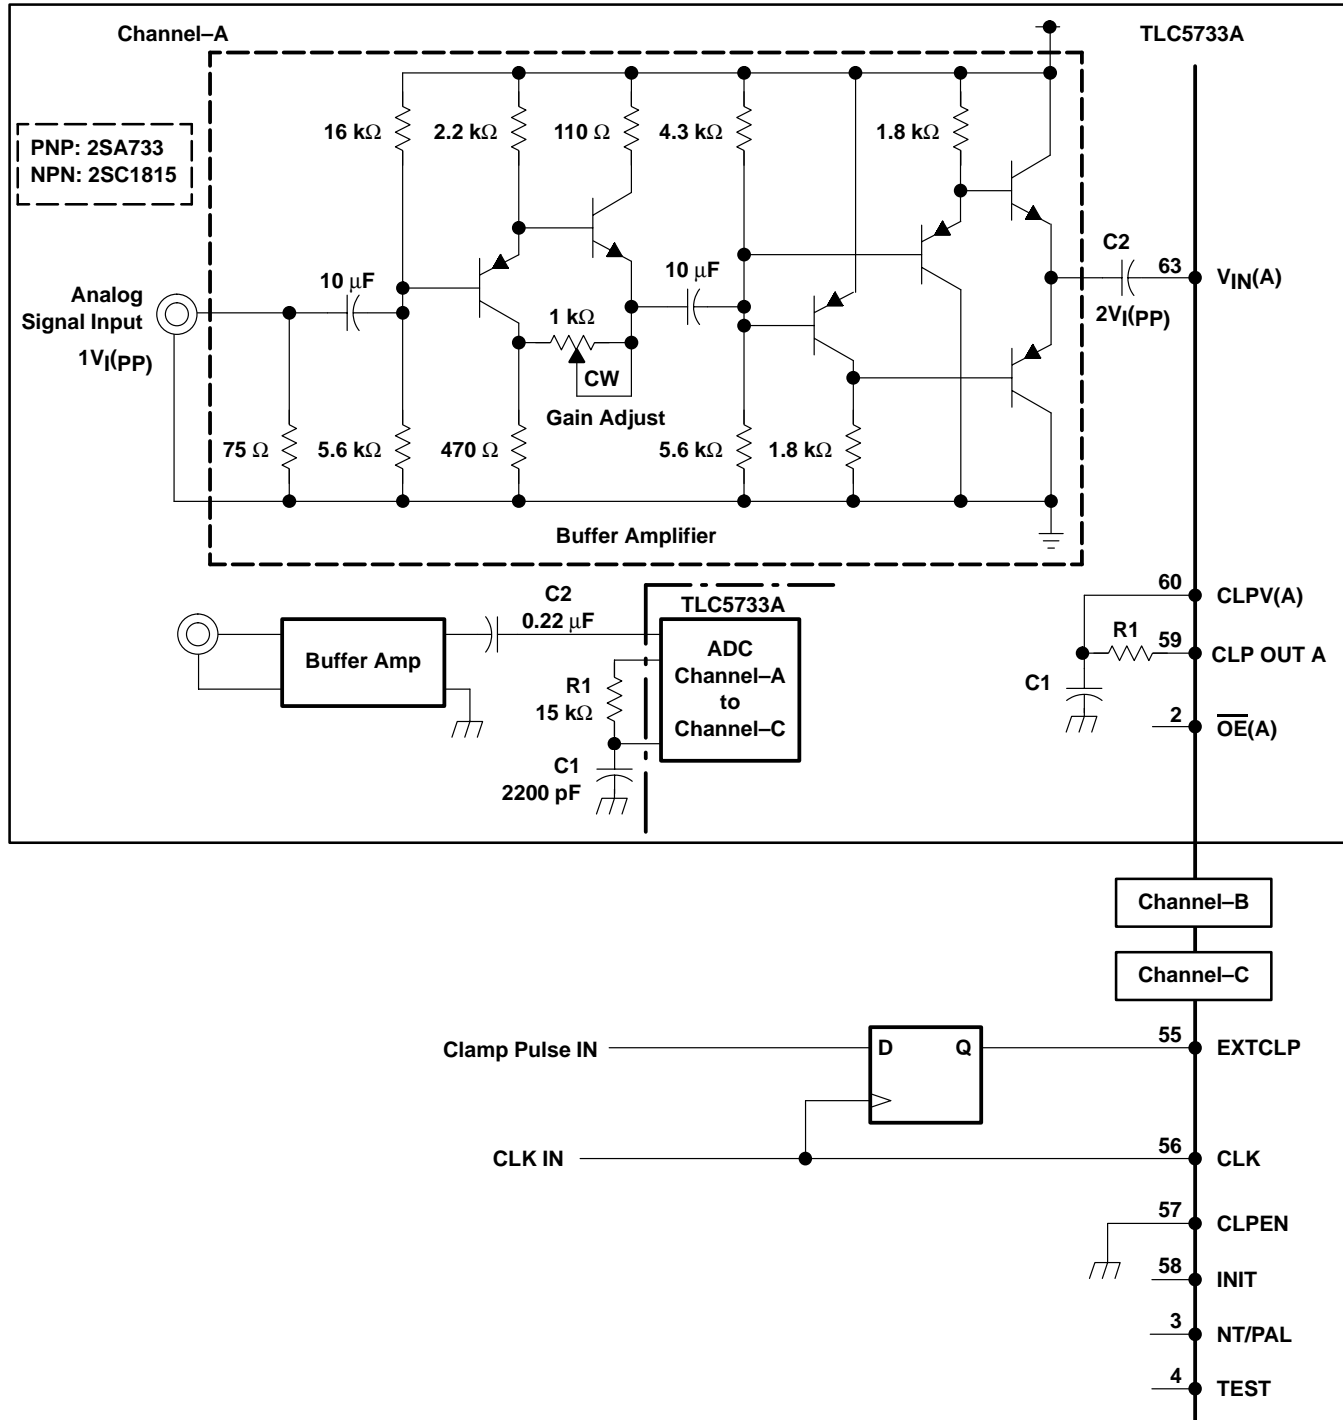 Channel–A
TLC5733A
PNP: 2SA733
NPN: 2SC1815
16 kΩ
2.2 kΩ
110 Ω
4.3 kΩ
1.8 kΩ
Analog
Signal Input
1VI(PP)
10 μF
1 kΩ
CW
Gain Adjust
10 μF
C2
2VI(PP)
63
VIN(A)
75 Ω
5.6 kΩ
470 Ω
5.6 kΩ
1.8 kΩ
Buffer Amplifier
Buffer Amp
C2
0.22 μF
TLC5733A
ADC
Channel–A
to
Channel–C
R1
15 kΩ
C1
2200 pF
60
CLPV(A)
R1
59
CLP OUT A
C1
2
OE(A)
Channel–B
Channel–C
Clamp Pulse IN
D
Q
55
EXTCLP
CLK IN
56
CLK
57
CLPEN
58
INIT
3
NT/PAL
4
TEST